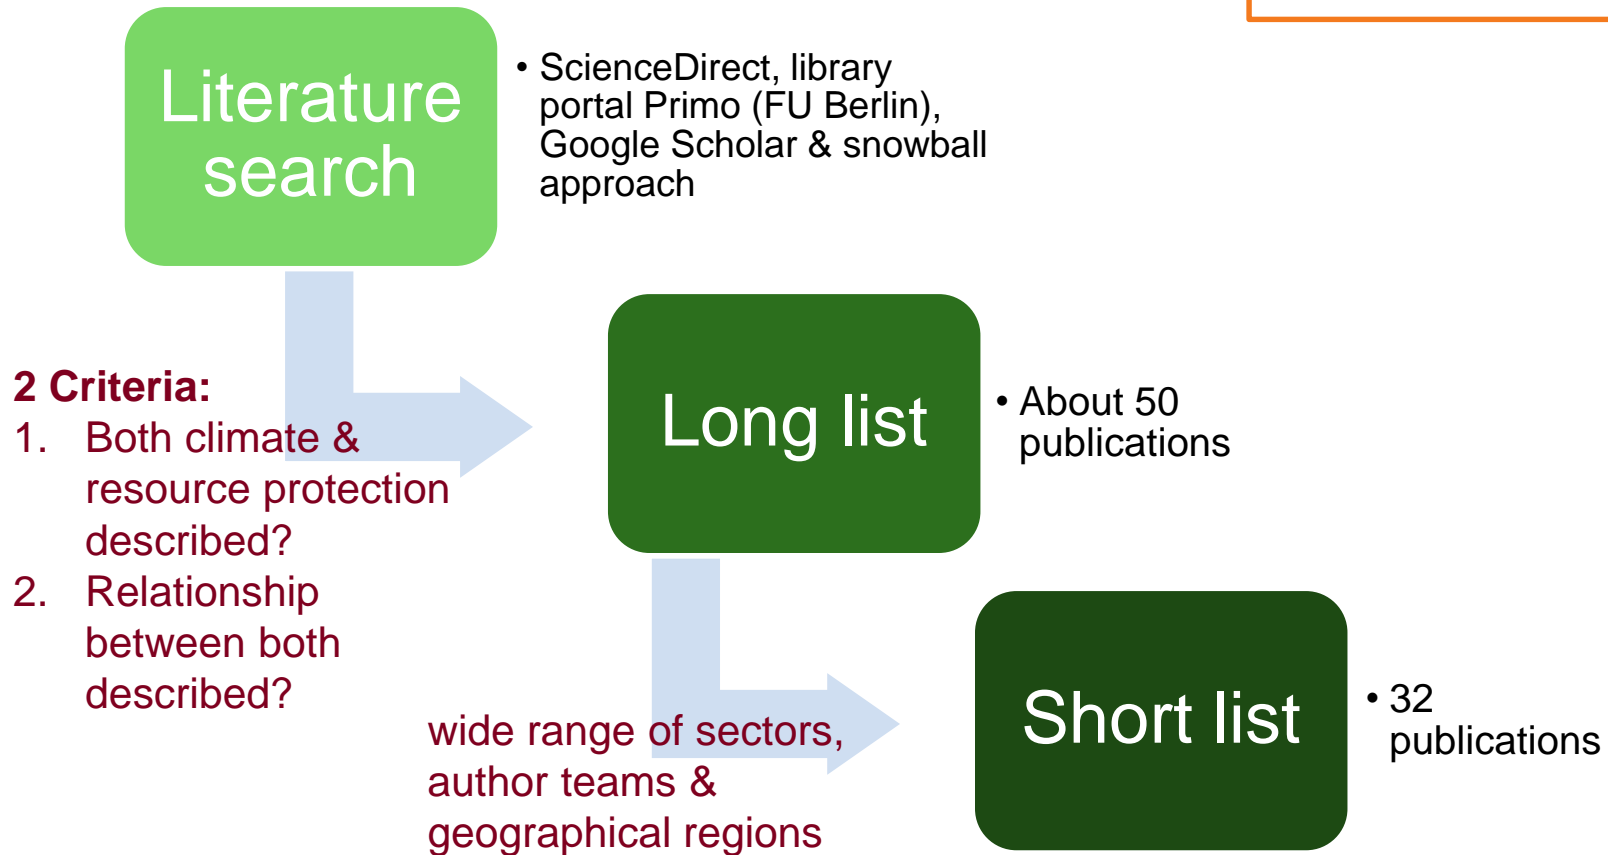 Literature
search
• ScienceDirect, library
portal Primo (FU Berlin),
Google Scholar & snowball
approach
2 Criteria:
1. Both climate &
resource protection
described?
2. Relationship
between both
described?
Long list
• About 50
publications
wide range of sectors,
author teams &
geographical regions
Short list
• 32
publications